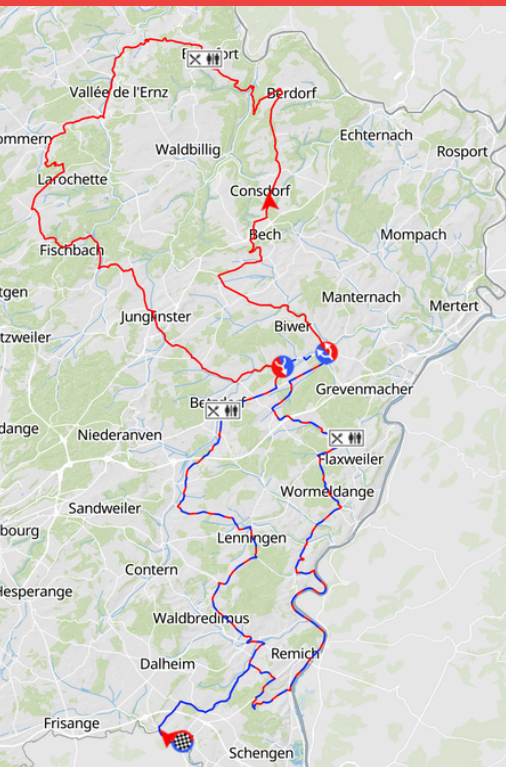 Vallée de l'Ernz
Berdorf
Echternach
Waldbillig
Rosport
Larochette
Consdorf
Bech
Mompach
Fischbach
Manternach
Mertert
Junglinster
Biwer
Grevenmacher
Niederanven
Flaxweiler
Wormeldange
Sandweiler
Lenningen
Contern
Hesperange
Waldbredimus
Remich
Dalheim
Frisange
Schengen